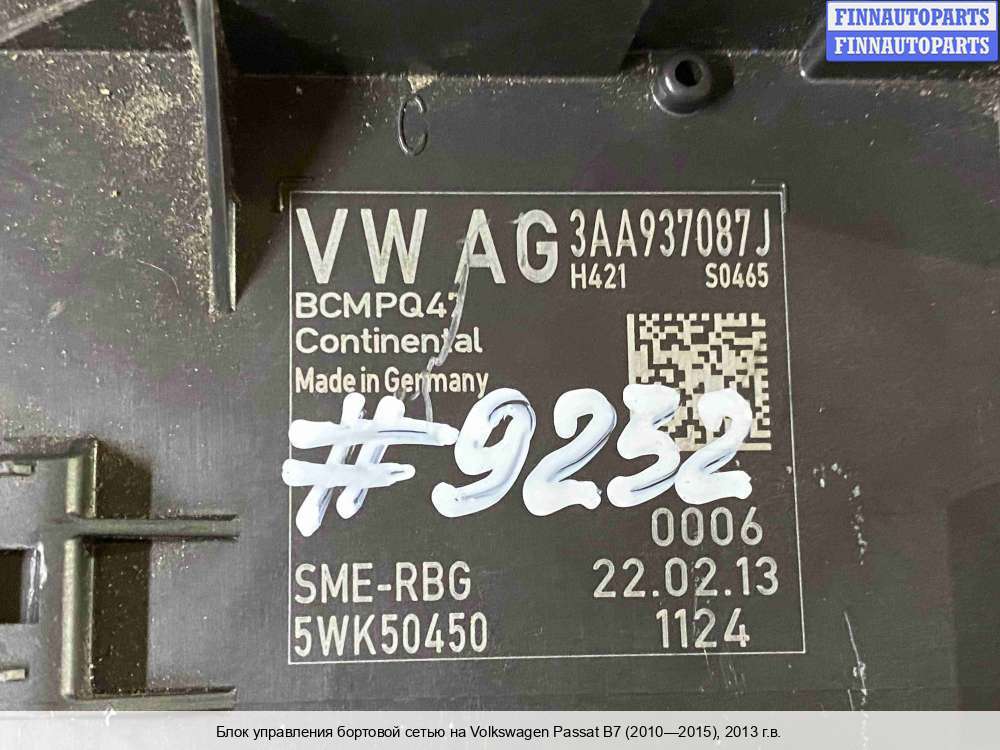 FINNAUTOPARTS
FINNAUTOPARTS
C
VW AG 3AA937087J
H421 S0465
BCMPQ47
Continental
Made in Germany
#9232
0006
SME-RBG 22.02.13
5WK50450 1124
Блок управления бортовой сетью на Volkswagen Passat B7 (2010—2015), 2013 г.в.